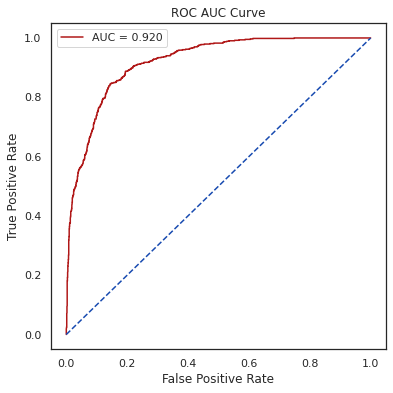 ROC AUC Curve
AUC = 0.920
1.0
0.8
0.6
0.4
0.2
0.0
True Positive Rate
0.0 0.2 0.4 0.6 0.8 1.0
False Positive Rate